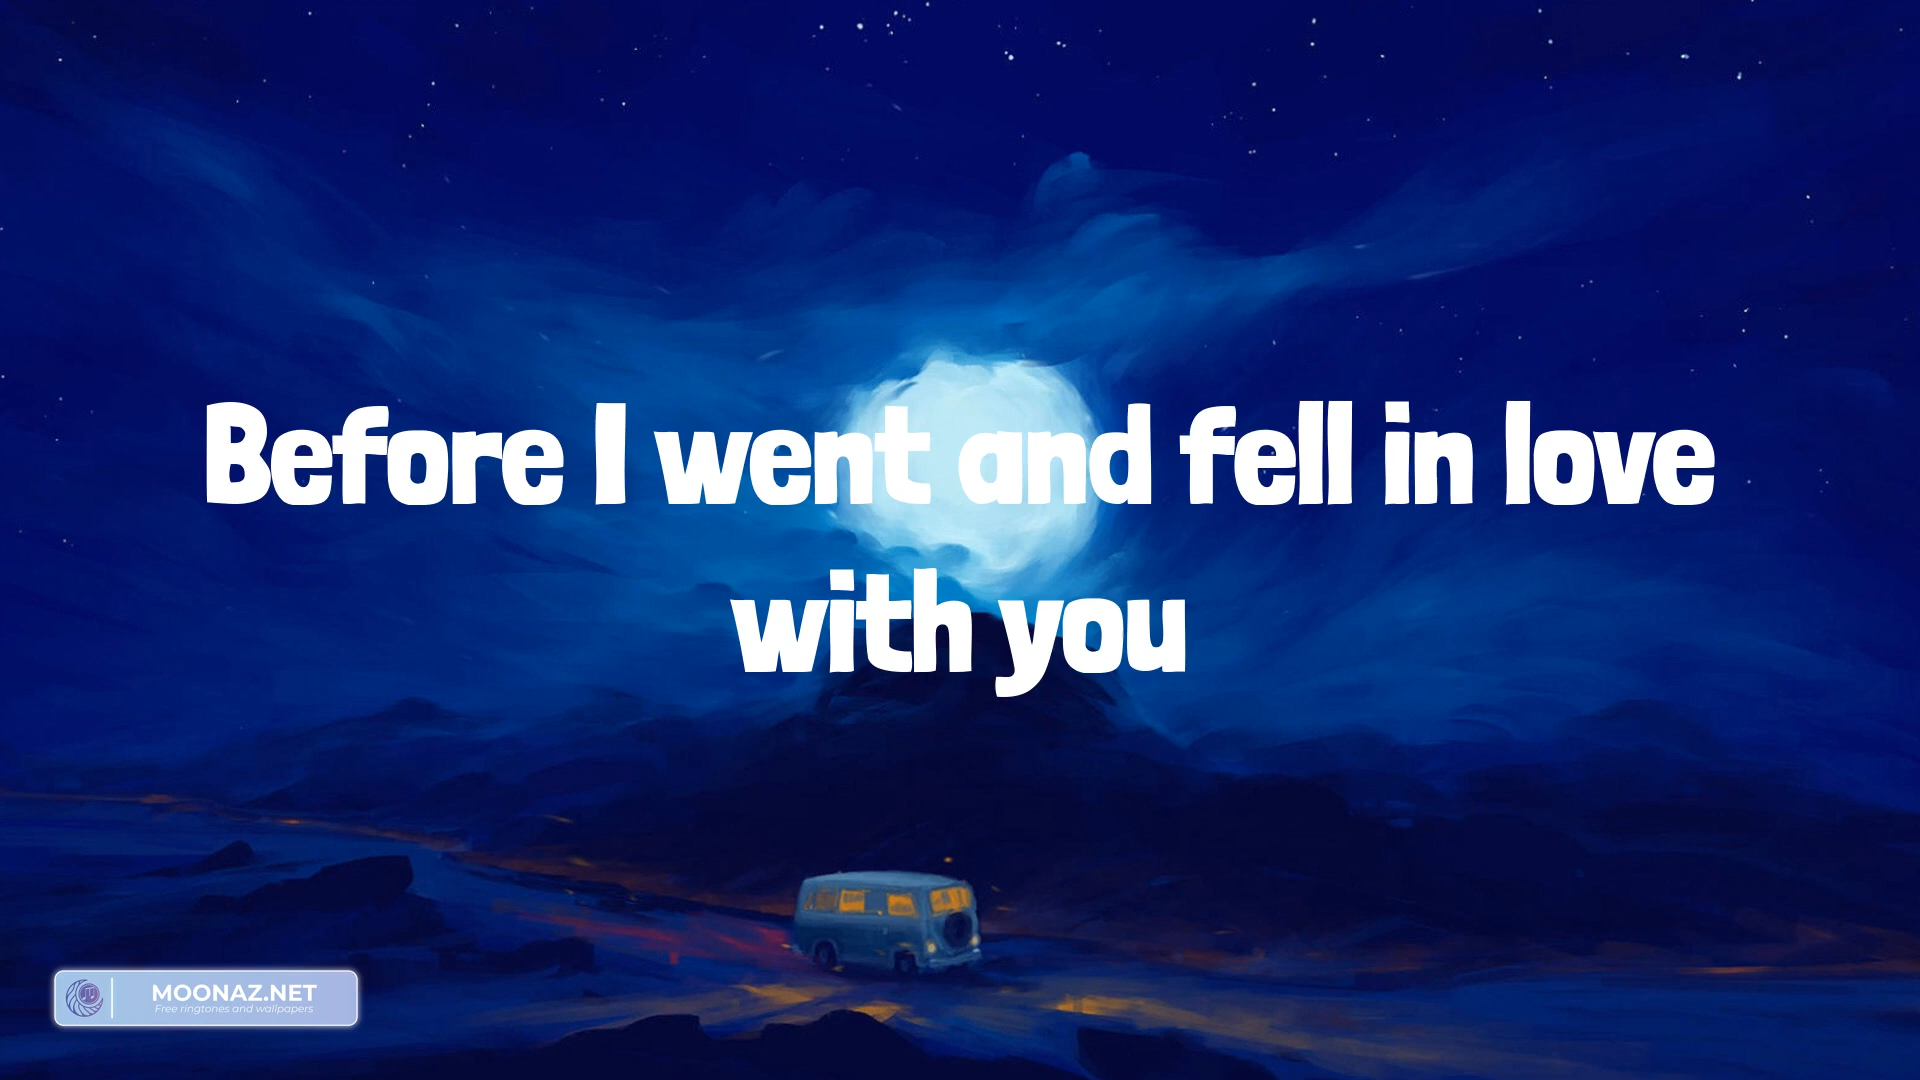 Before I went and fell in love
with you
MOONAZ.NET
Free ringtones and wallpapers